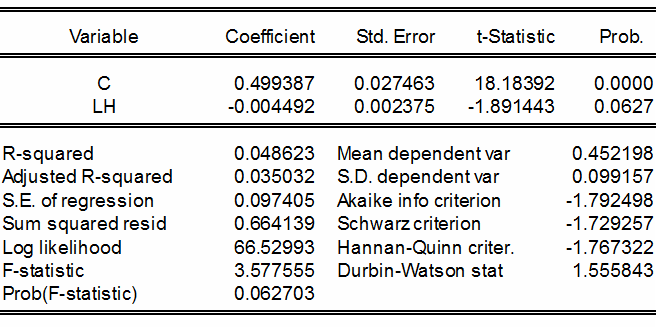 Variable Coefficient Std. Error t-Statistic Prob.
C 0.499387 0.027463 18.18392 0.0000
LH -0.004492 0.002375 -1.891443 0.0627
R-squared 0.048623 Mean dependent var 0.452198
Adjusted R-squared 0.035032 S.D. dependent var 0.099157
S.E. of regression 0.097405 Akaike info criterion -1.792498
Sum squared resid 0.664139 Schwarz criterion -1.729257
Log likelihood 66.52993 Hannan-Quinn criter. -1.767322
F-statistic 3.577555 Durbin-Watson stat 1.555843
Prob(F-statistic) 0.062703